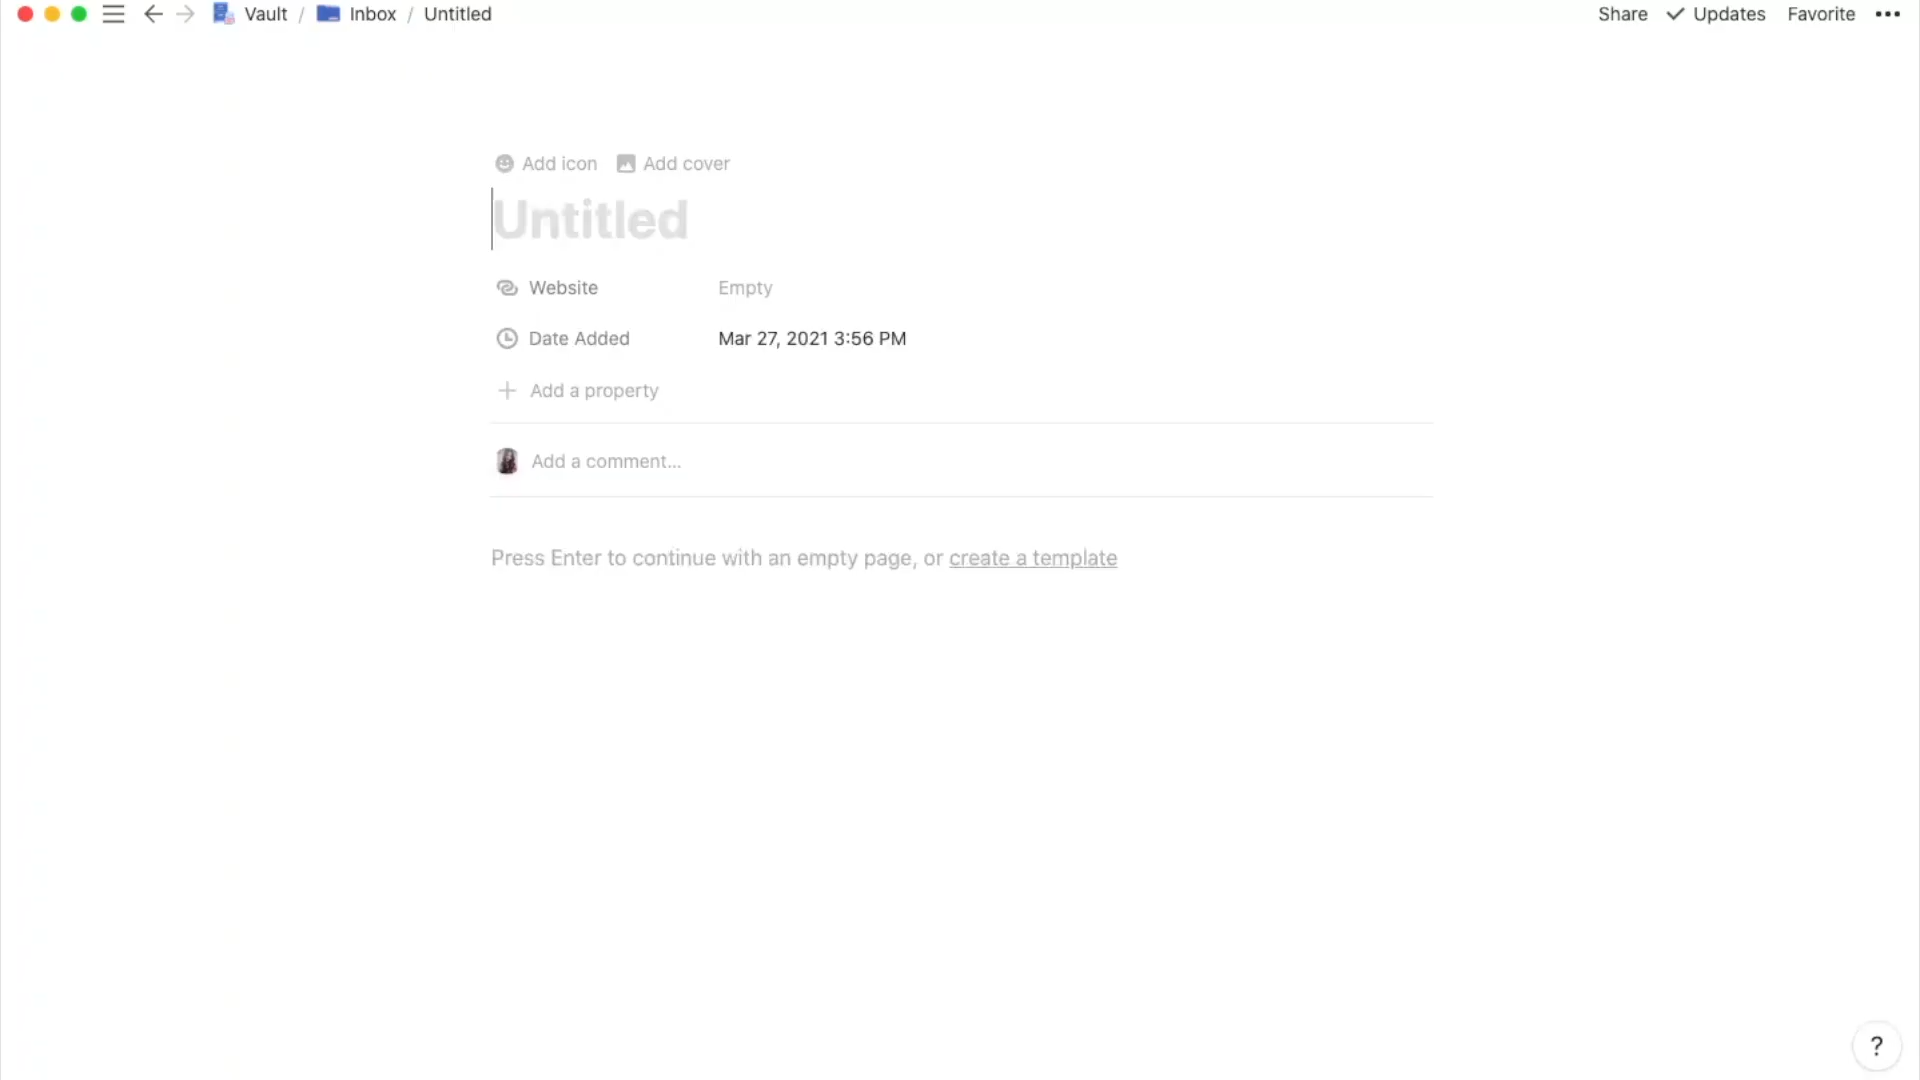 Vault / Inbox / Untitled
Share Updates Favorite
Add icon Add cover
Untitled
Website Empty
Date Added Mar 27, 2021 3:56 PM
Add a property
Add a comment...
Press Enter to continue with an empty page, or create a template
?